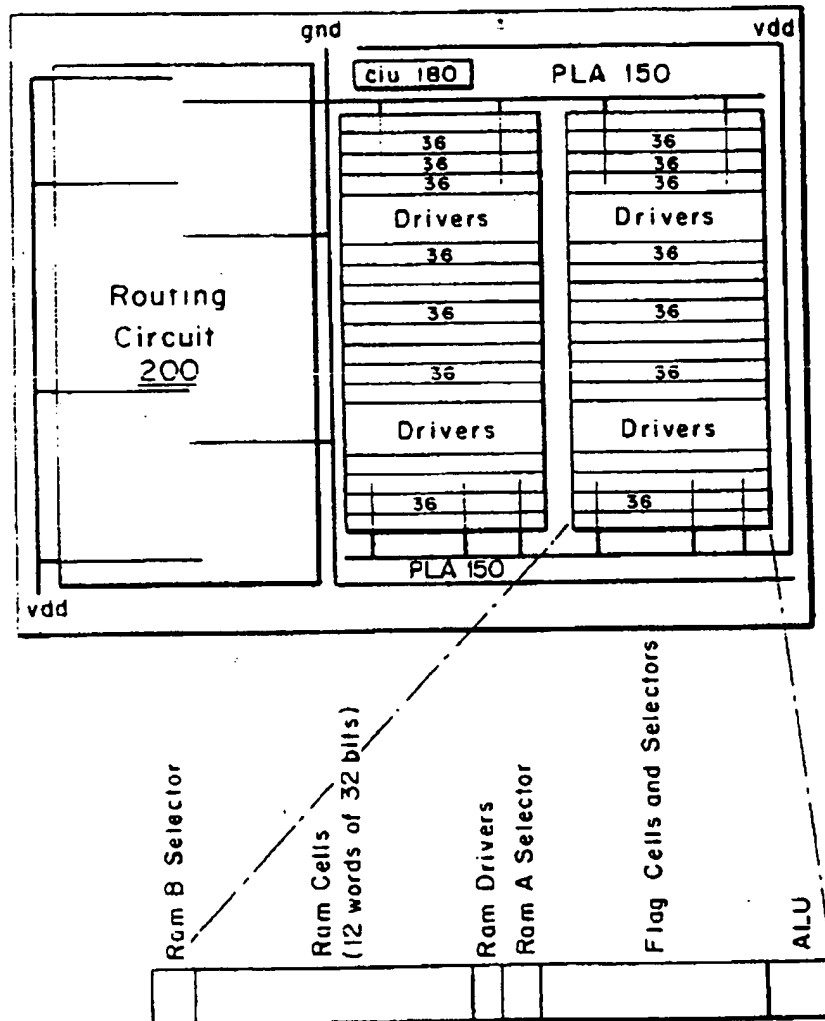 gnd
vdd
ciu 180
PLA 150
36
36
36
36
36
36
Drivers
Drivers
36
36
Routing
Circuit
200
36
36
36
36
Drivers
Drivers
36
36
PLA 150
vdd
Ram B Selector
Ram Cells
(12 words of 32 bits)
Ram Drivers
Ram A Selector
Flag Cells and Selectors
ALU